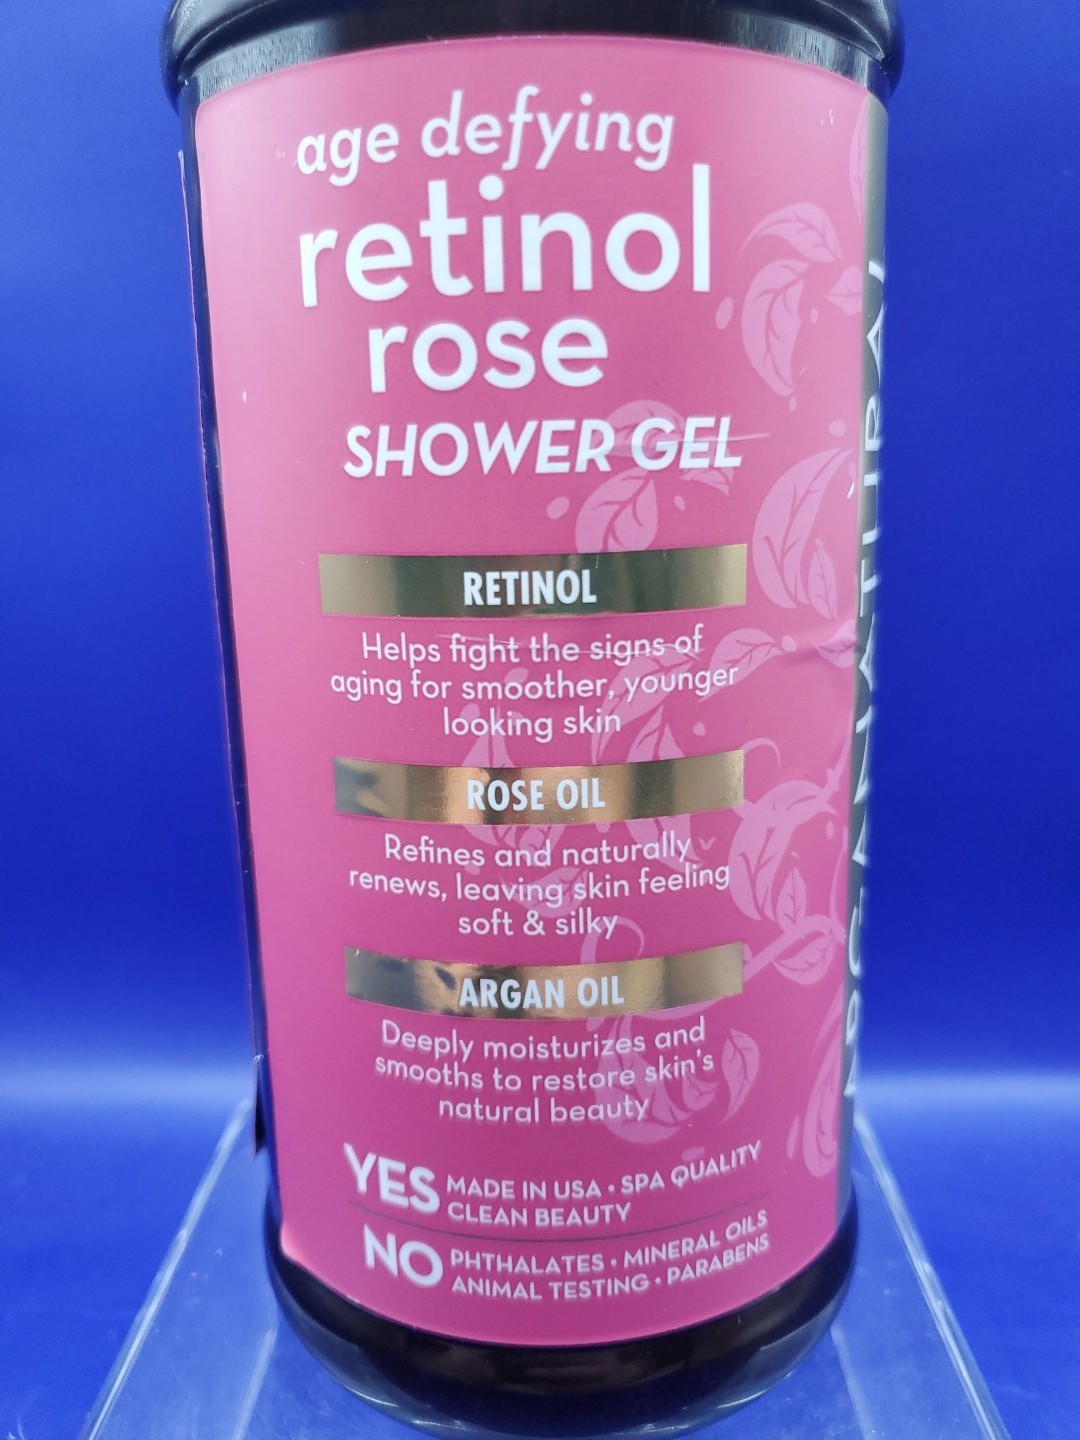 age defying
retinol
rose
SHOWER GEL
RETINOL
Helps fight the signs of
aging for smoother, younger
looking skin
ROSE OIL
Refines and naturally
renews, leaving skin feeling
soft & silky
ARGAN OIL
Deeply moisturizes and
smooths to restore skin's
natural beauty
YES MADE IN USA • SPA QUALITY
CLEAN BEAUTY
NO PHTHALATES • MINERAL OILS
ANIMAL TESTING • PARABENS